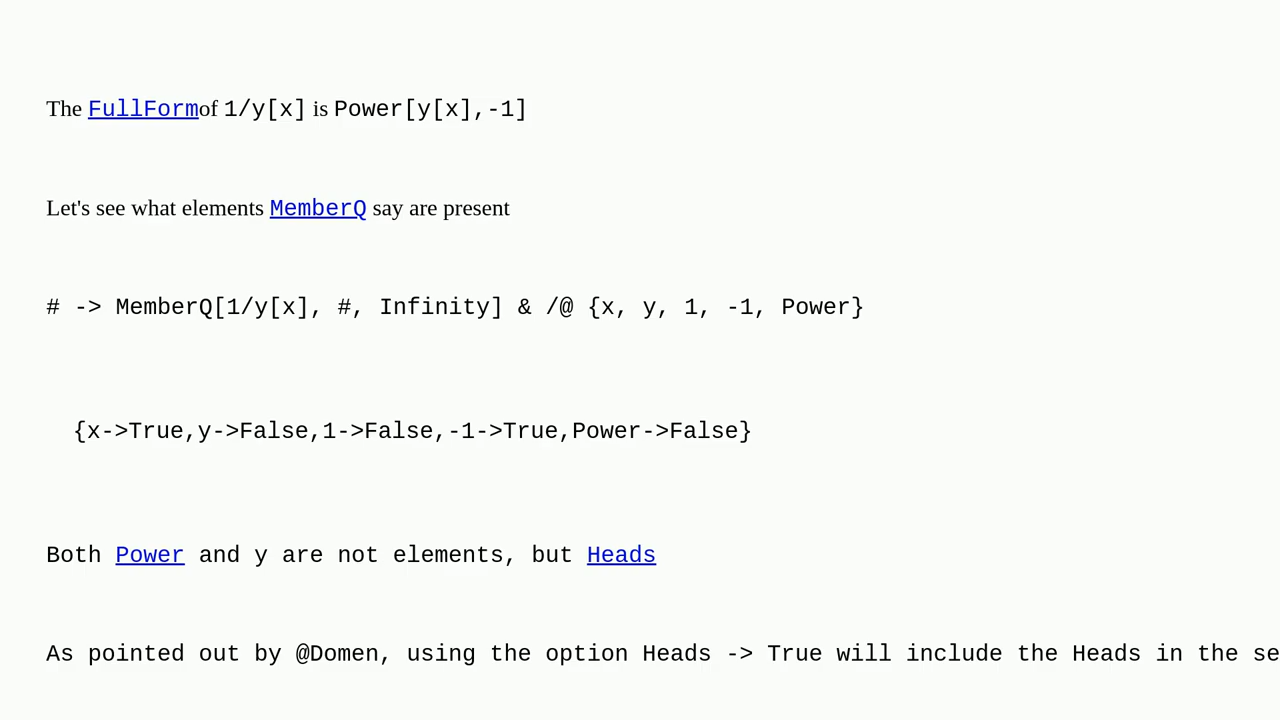 The FullFormof 1/y[x] is Power[y[x],-1]
Let's see what elements MemberQ say are present
# -> MemberQ[1/y[x], #, Infinity] & /@ {x, y, 1, -1, Power}
{x->True,y->False,1->False,-1->True,Power->False}
Both Power and y are not elements, but Heads
As pointed out by @Domen, using the option Heads -> True will include the Heads in the